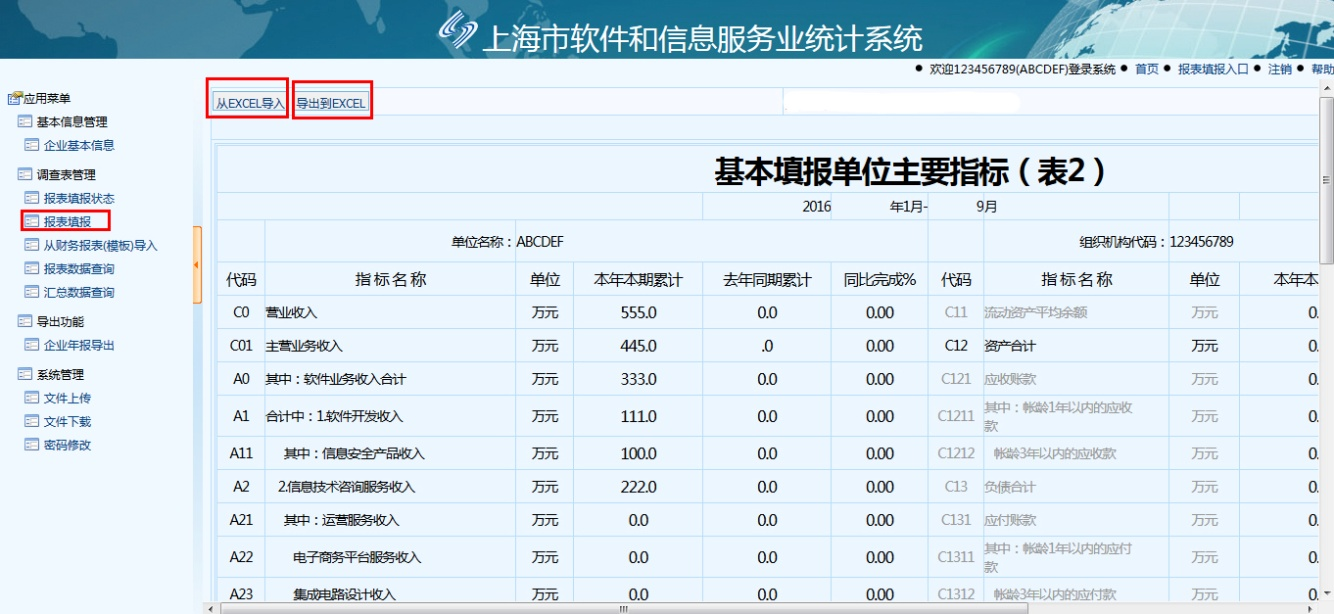 上海市软件和信息服务业统计系统
● 欢迎123456789(ABCDEF)登录系统 ● 首页 ● 报表填报入口 ● 注销 ● 帮助
应用菜单
基本信息管理
企业基本信息
调查表管理
报表填报状态
报表填报
从财务报表(模板)导入
报表数据查询
汇总数据查询
导出功能
企业年报导出
系统管理
文件上传
文件下载
密码修改
从EXCEL导入 导出到EXCEL
基本填报单位主要指标（表2）
2016 年1月- 9月
单位名称：ABCDEF 组织机构代码：123456789
代码 指标名称 单位 本年本期累计 去年同期累计 同比完成% 代码 指标名称 单位 本年本
C0 营业收入 万元 555.0 0.0 0.00 C11 流动资产平均余额 万元 0.
C01 主营业务收入 万元 445.0 .0 0.00 C12 资产合计 万元 0.
A0 其中：软件业务收入合计 万元 333.0 0.0 0.00 C121 应收账款 万元 0.
A1 合计中：1.软件开发收入 万元 111.0 0.0 0.00 C1211 其中：帐龄1年以内的应收
款 万元 0.
A11 其中：信息安全产品收入 万元 100.0 0.0 0.00 C1212 帐龄3年以内的应收款 万元 0.
A2 2.信息技术咨询服务收入 万元 222.0 0.0 0.00 C13 负债合计 万元 0.
A21 其中：运营服务收入 万元 0.0 0.0 0.00 C131 应付账款 万元 0.
A22 电子商务平台服务收入 万元 0.0 0.0 0.00 C1311 其中：帐龄1年以内的应付
款 万元 0.
A23 集成电路设计收入 万元 0.0 0.0 0.00 C1312 帐龄3年以内的应付款 万元 0.